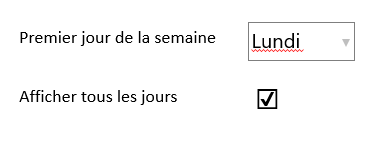 Premier jour de la semaine Lundi
Afficher tous les jours